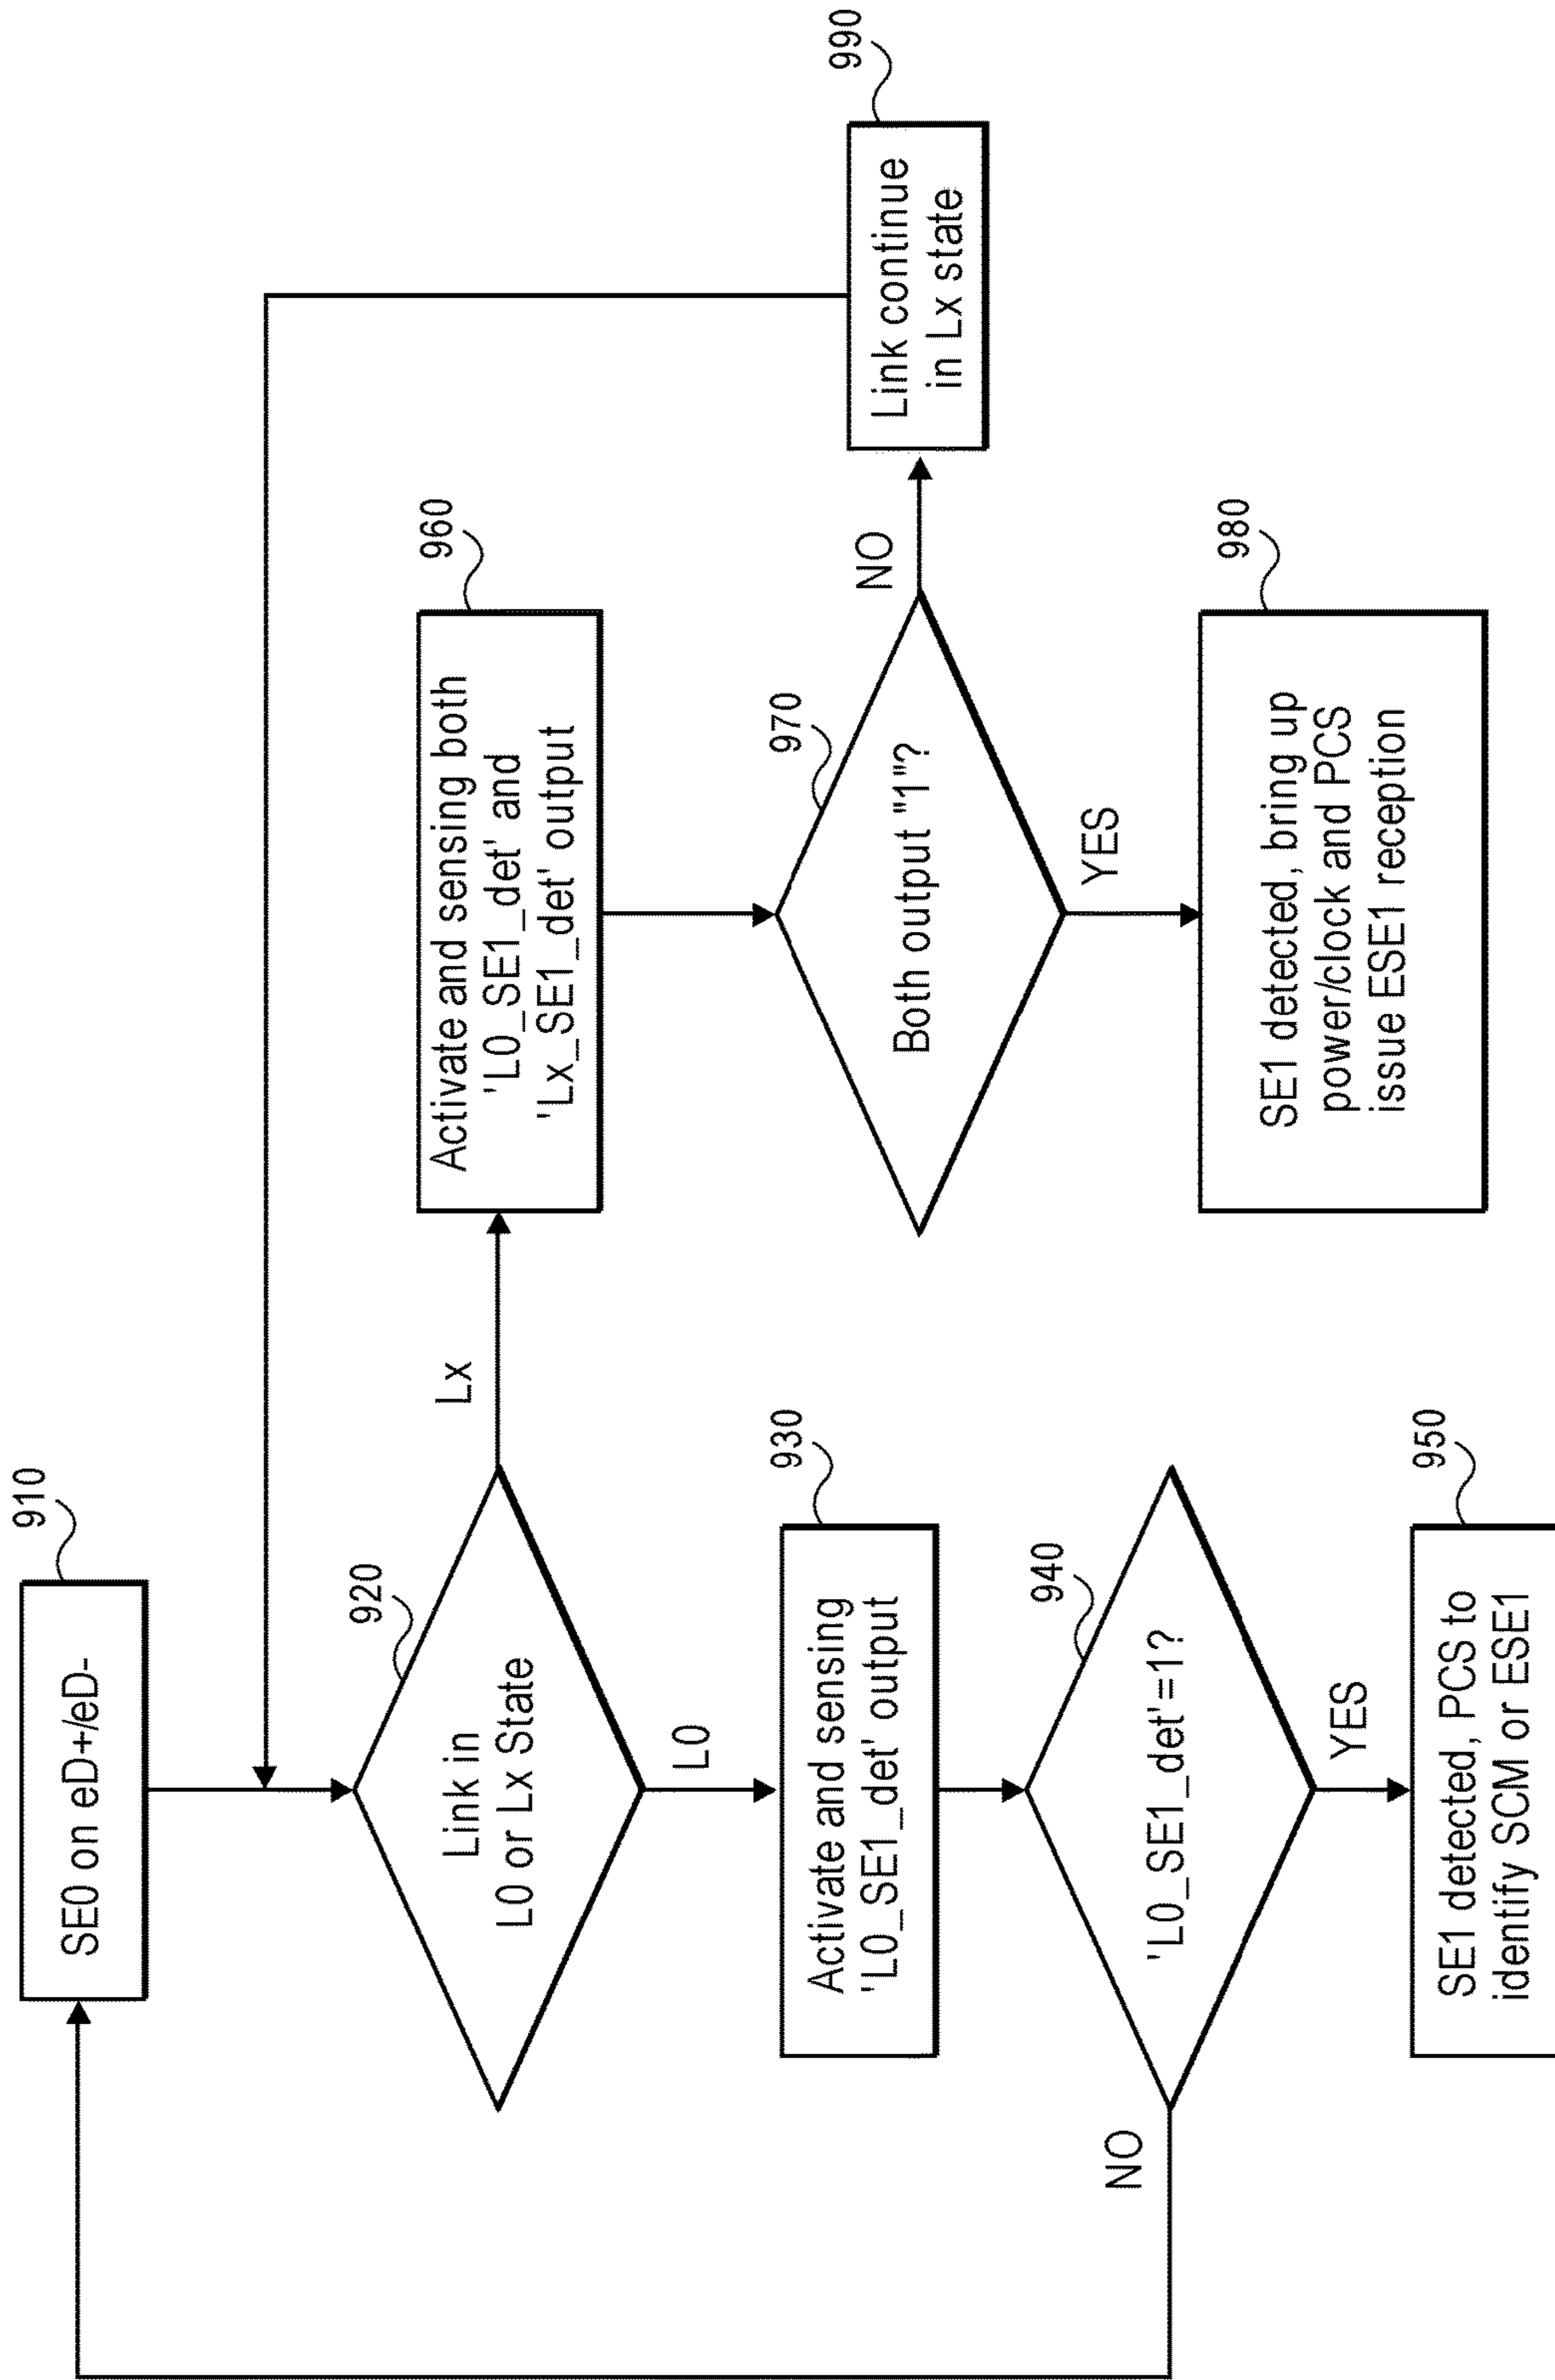 910
SE0 on eD+/eD-
920
Link in
L0 or Lx State
Lx
L0
930
Activate and sensing
'L0_SE1_det' output
940
'L0_SE1_det'=1?
NO
YES
950
SE1 detected, PCS to
identify SCM or ESE1
960
Activate and sensing both
'L0_SE1_det' and
'Lx_SE1_det' output
970
Both output "1"?
NO
YES
980
SE1 detected, bring up
power/clock and PCS
issue ESE1 reception
990
Link continue
in Lx state